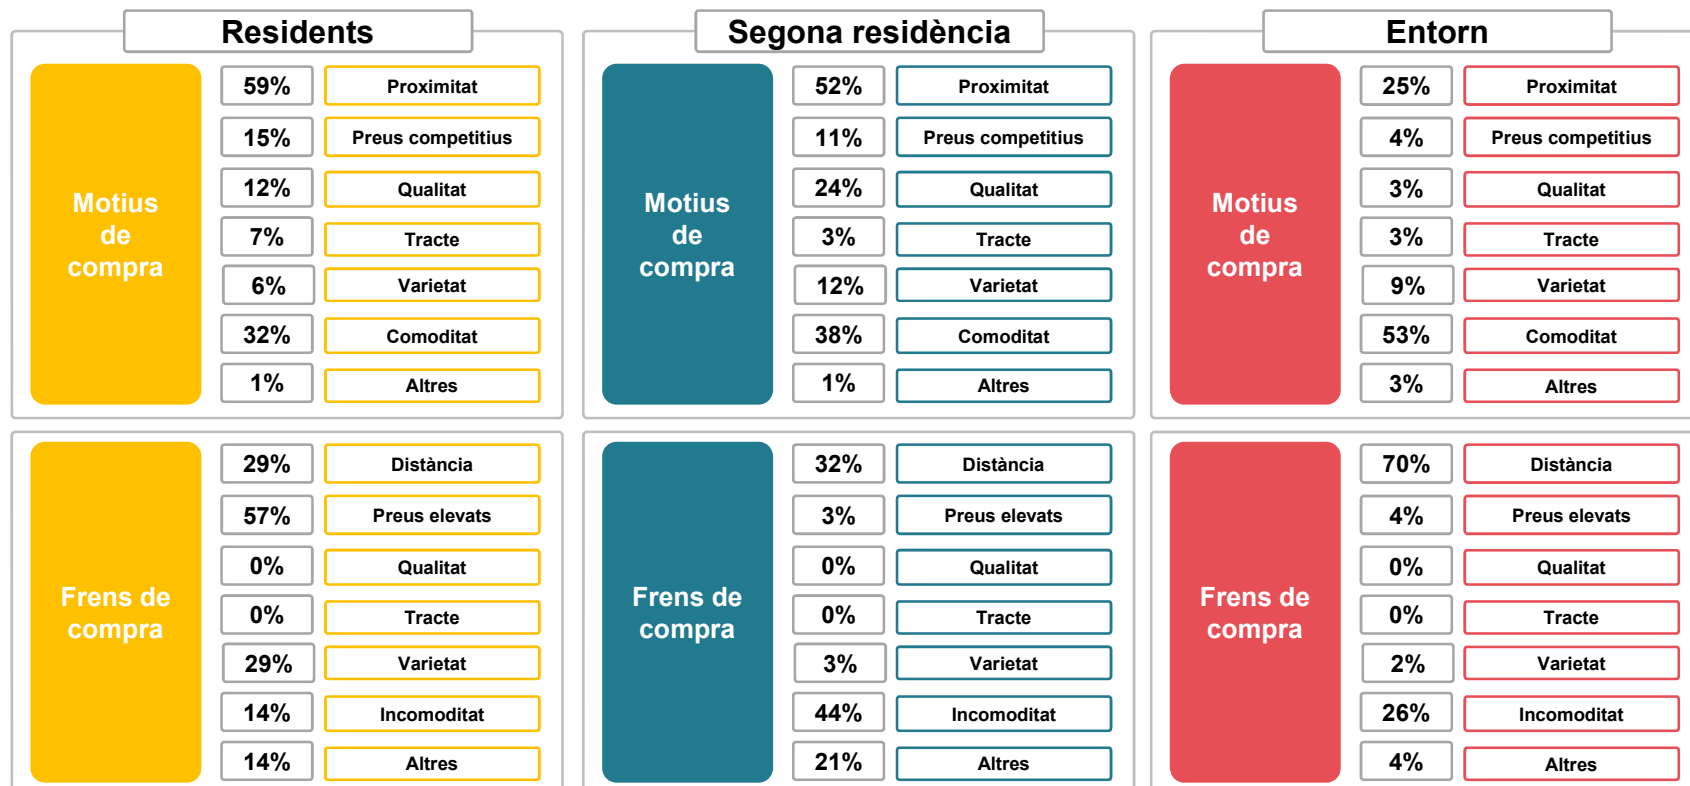 Residents
Motius
de
compra
59% Proximitat
15% Preus competitius
12% Qualitat
7% Tracte
6% Varietat
32% Comoditat
1% Altres
Frens de
compra
29% Distància
57% Preus elevats
0% Qualitat
0% Tracte
29% Varietat
14% Incomoditat
14% Altres
Segona residència
Motius
de
compra
52% Proximitat
11% Preus competitius
24% Qualitat
3% Tracte
12% Varietat
38% Comoditat
1% Altres
Frens de
compra
32% Distància
3% Preus elevats
0% Qualitat
0% Tracte
3% Varietat
44% Incomoditat
21% Altres
Entorn
Motius
de
compra
25% Proximitat
4% Preus competitius
3% Qualitat
3% Tracte
9% Varietat
53% Comoditat
3% Altres
Frens de
compra
70% Distància
4% Preus elevats
0% Qualitat
0% Tracte
2% Varietat
26% Incomoditat
4% Altres